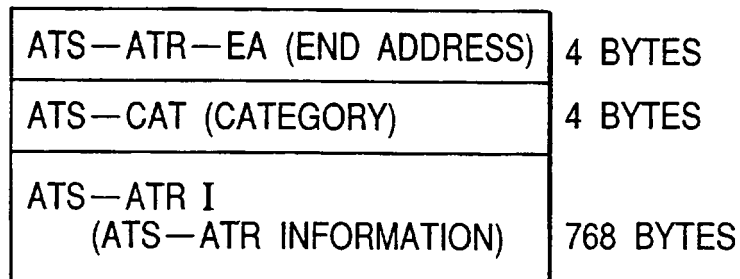 ATS—ATR—EA (END ADDRESS) 4 BYTES
ATS—CAT (CATEGORY) 4 BYTES
ATS—ATR I
(ATS—ATR INFORMATION) 768 BYTES